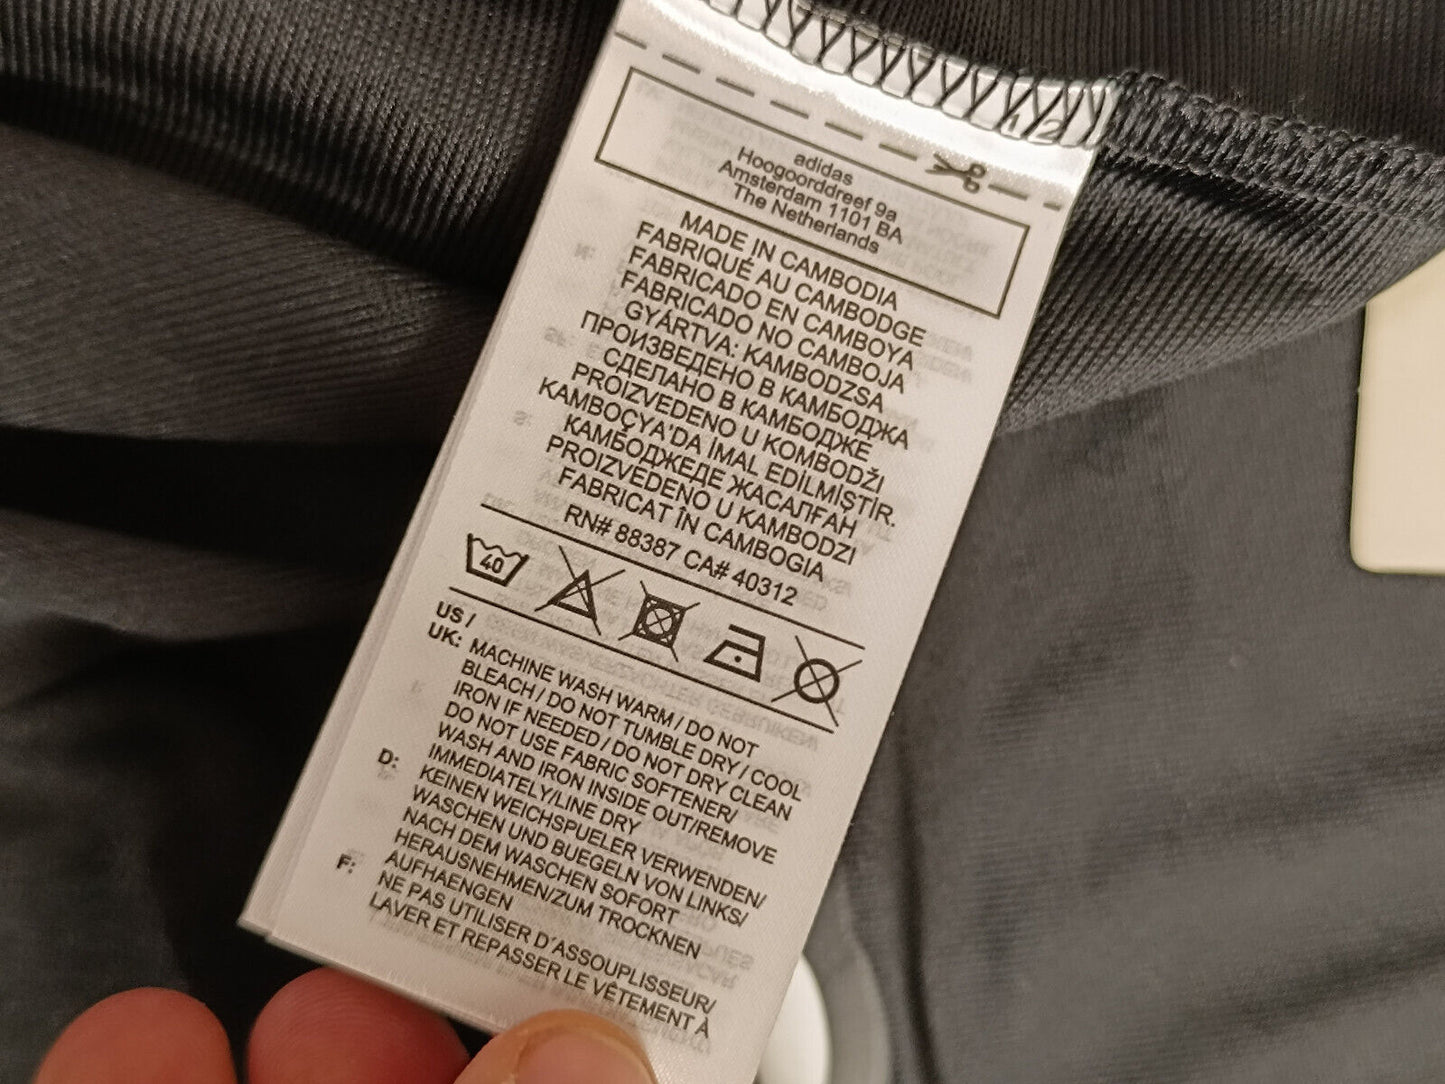 12
adidas
Hoogoorddreef 9a
Amsterdam 1101 BA
The Netherlands
MADE IN CAMBODIA
FABRIQUÉ AU CAMBODGE
FABRICADO EN CAMBOYA
FABRICADO NO CAMBOJA
GYÁRTVA: KAMBODZSA
ПРОИЗВЕДЕНО В КАМБОДЖА
СДЕЛАНО В КАМБОДЖЕ
PROIZVEDENO U KOMBODŽI
KAMBOÇYA'DA İMAL EDİLMİŞTİR.
КАМБОДЖЕДЕ ЖАСАЛҒАН
PROIZVEDENO U KAMBODZI
FABRICAT ÎN CAMBOGIA
RN# 88387 CA# 40312
40
US /
UK: MACHINE WASH WARM / DO NOT
BLEACH / DO NOT TUMBLE DRY / COOL
IRON IF NEEDED / DO NOT DRY CLEAN
DO NOT USE FABRIC SOFTENER/
WASH AND IRON INSIDE OUT/REMOVE
IMMEDIATELY/LINE DRY
D: KEINEN WEICHSPUELER VERWENDEN/
WASCHEN UND BUEGELN VON LINKS/
NACH DEM WASCHEN SOFORT
HERAUSNEHMEN/ZUM TROCKNEN
AUFHAENGEN
F: NE PAS UTILISER D'ASSOUPLISSEUR/
LAVER ET REPASSER LE VÊTEMENT À